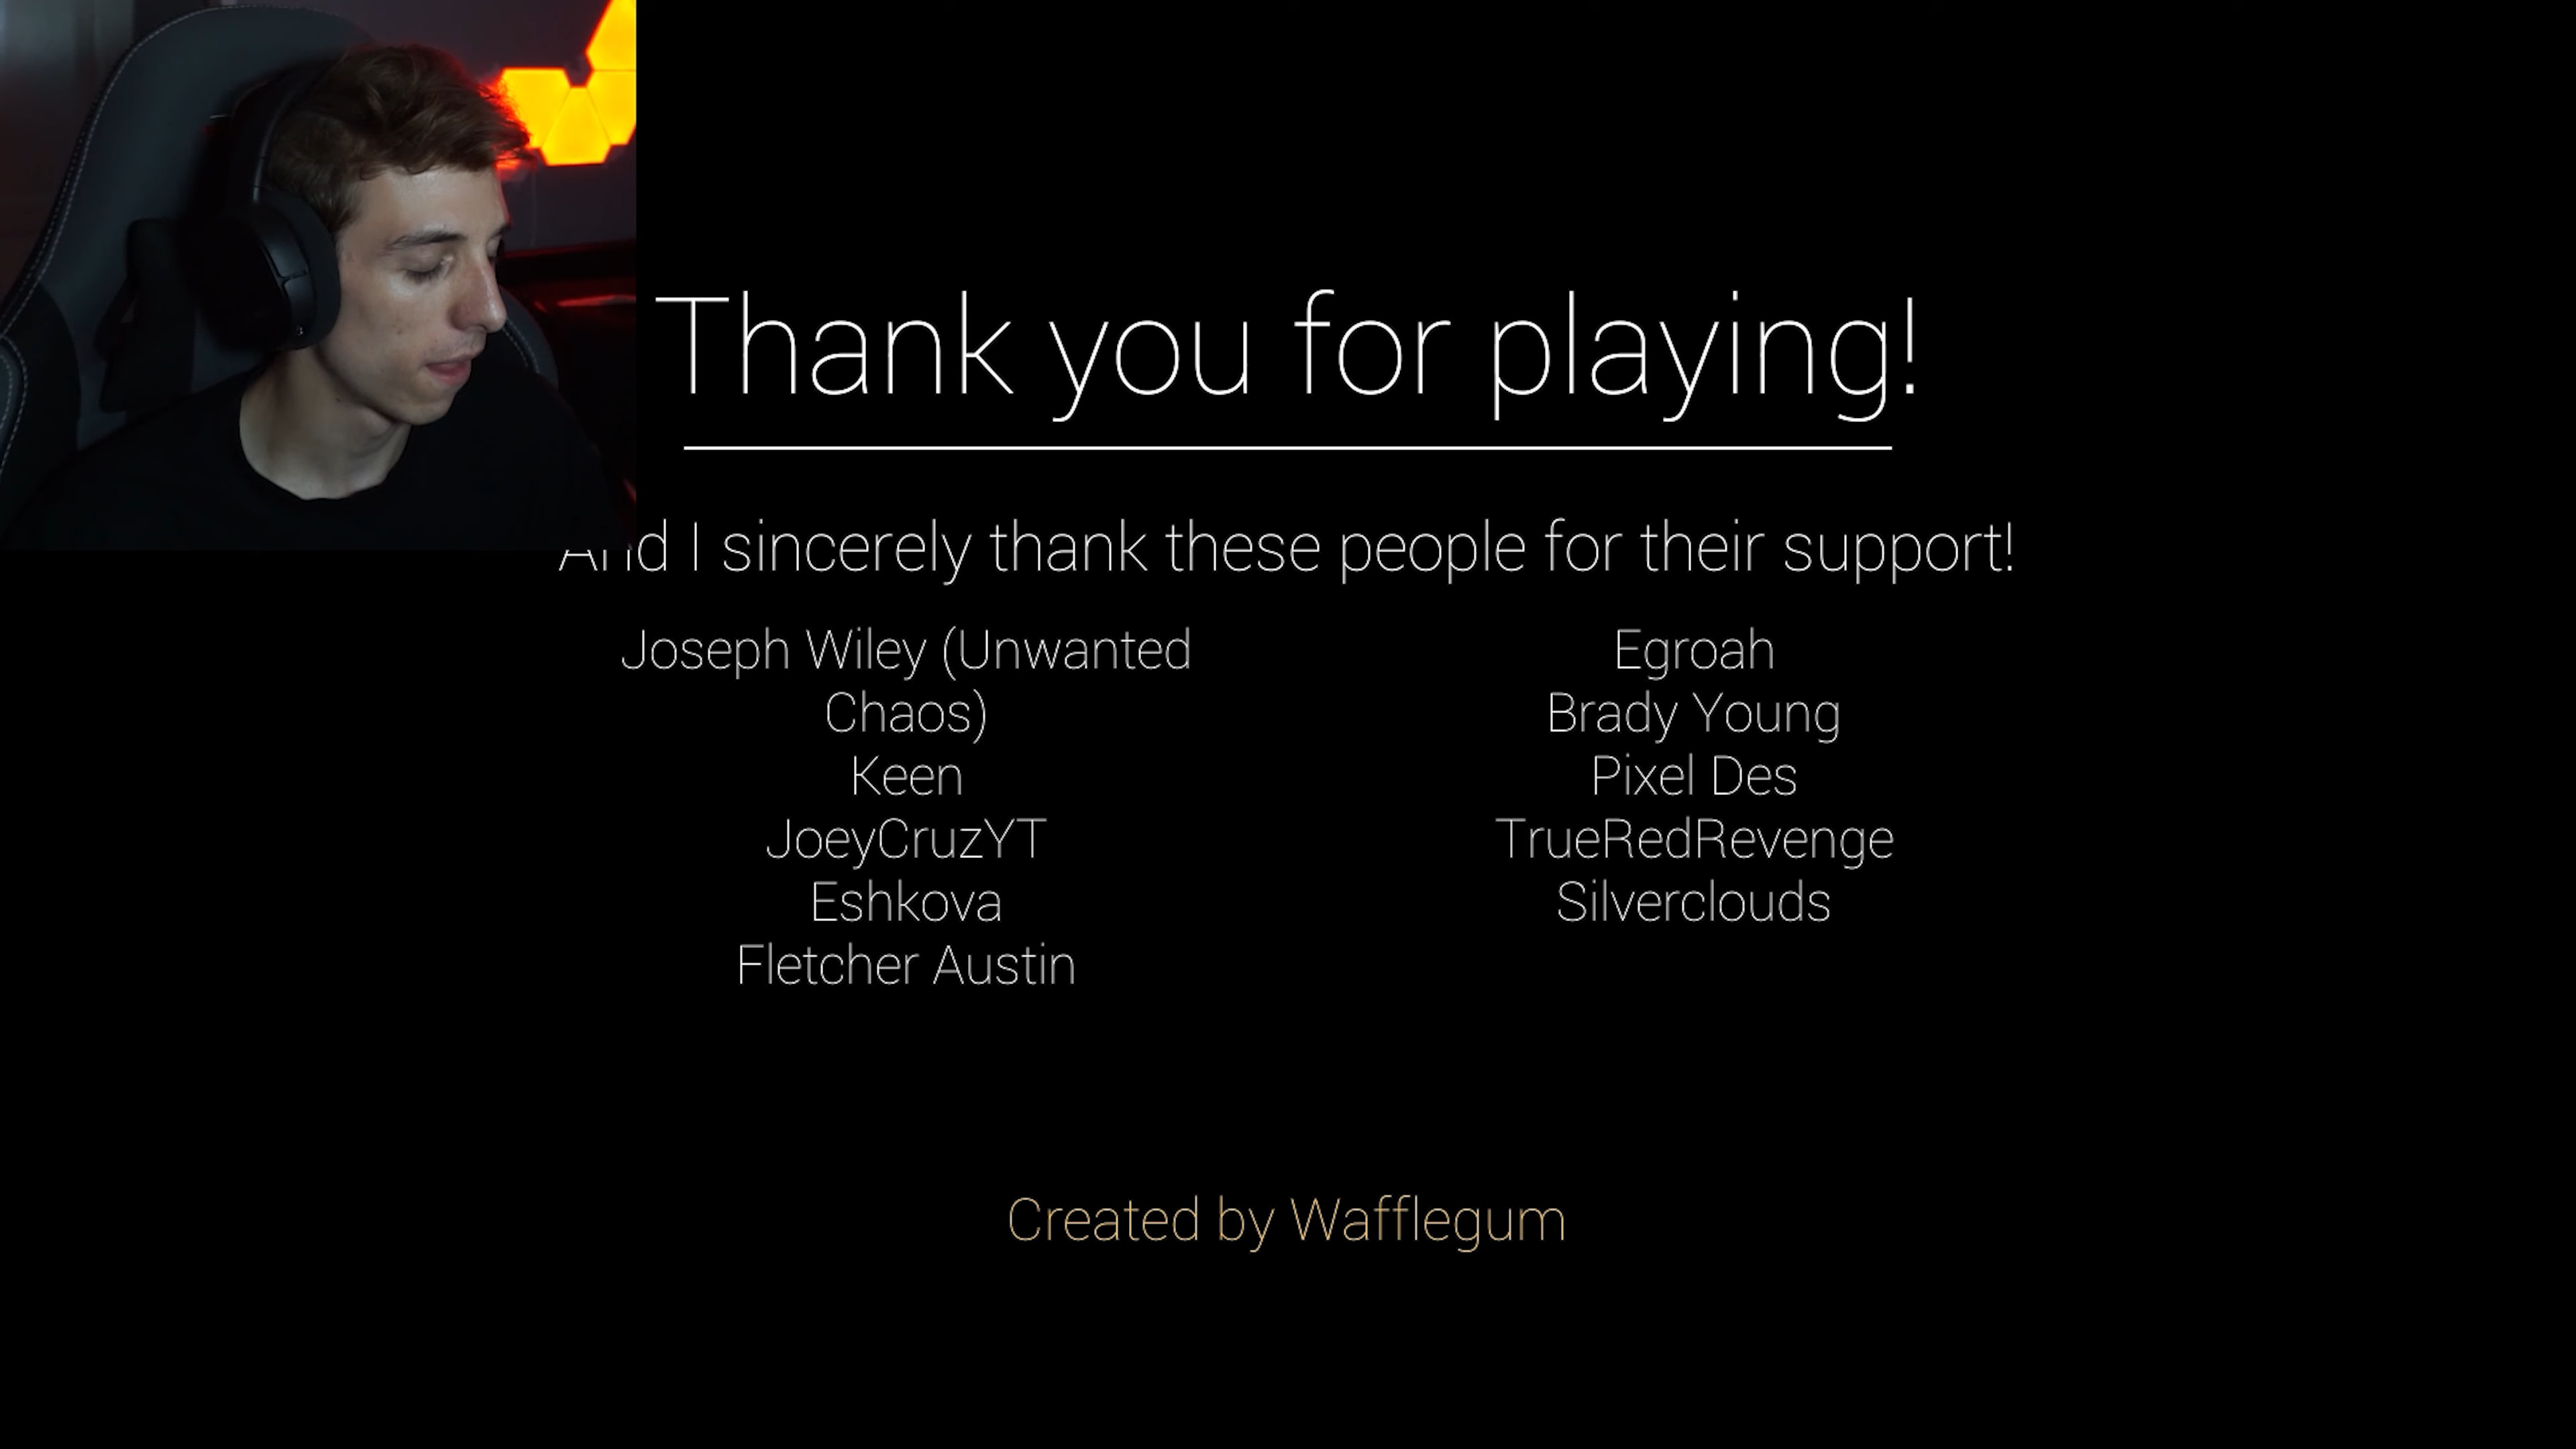 Thank you for playing!
And I sincerely thank these people for their support!
Joseph Wiley (Unwanted
Chaos)
Keen
JoeyCruzYT
Eshkova
Fletcher Austin
Egroah
Brady Young
Pixel Des
TrueRedRevenge
Silverclouds
Created by Wafflegum